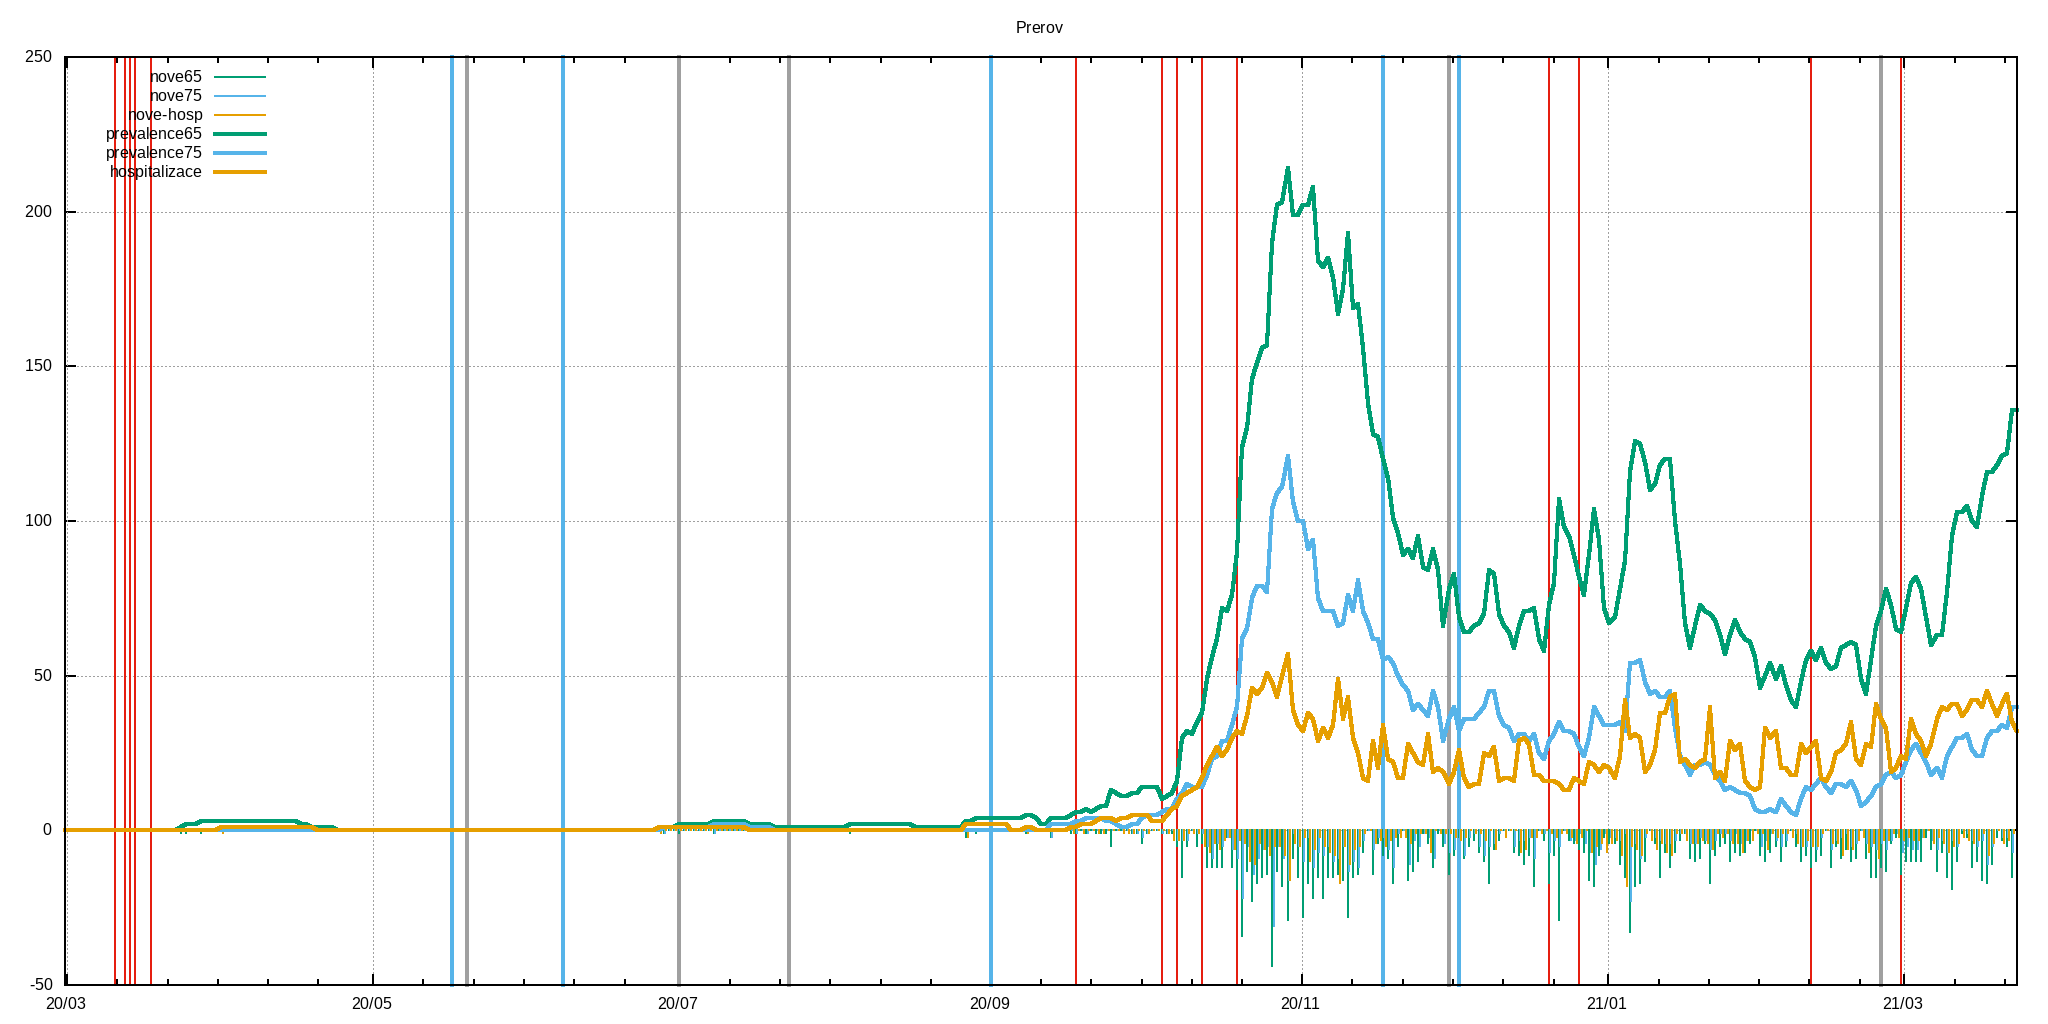 Prerov
250
200
150
100
50
0
-50
nove65
nove75
nove-hosp
prevalence65
prevalence75
hospitalizace
20/03 20/05 20/07 20/09 20/11 21/01 21/03